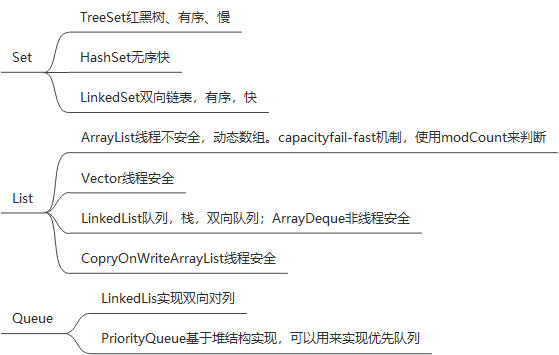 Set
TreeSet红黑树、有序、慢
HashSet无序快
LinkedSet双向链表，有序，快
List
ArrayList线程不安全，动态数组。capacityfail-fast机制，使用modCount来判断
Vector线程安全
LinkedList队列，栈，双向队列；ArrayDeque非线程安全
CopryOnWriteArrayList线程安全
Queue
LinkedLis实现双向对列
PriorityQueue基于堆结构实现，可以用来实现优先队列